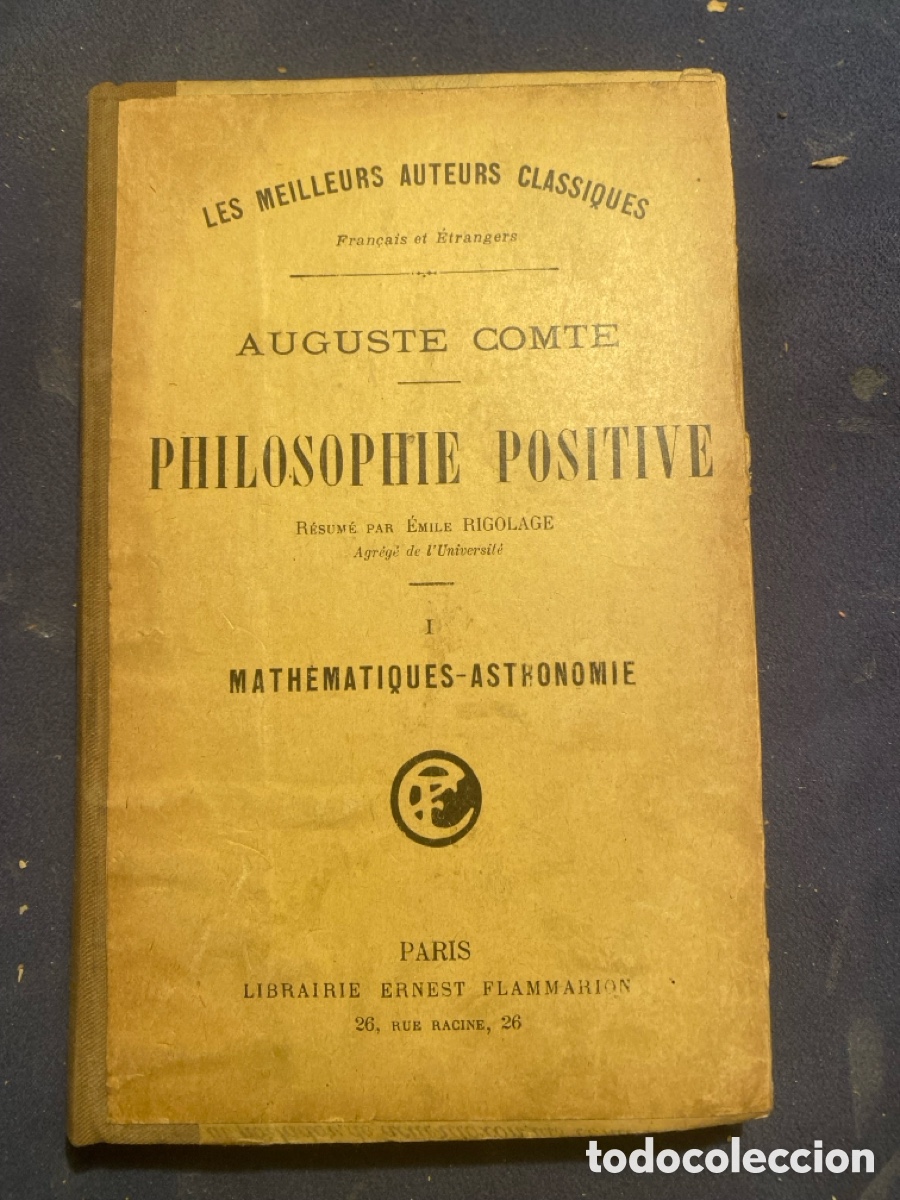 LES MEILLEURS AUTEURS CLASSIQUES
Français et Étrangers
AUGUSTE COMTE
PHILOSOPHIE POSITIVE
RÉSUMÉ PAR ÉMILE RIGOLAGE
Agrégé de l'Université
I
MATHÉMATIQUES-ASTRONOMIE
PARIS
LIBRAIRIE ERNEST FLAMMARION
26, RUE RACINE, 26
todocoleccion